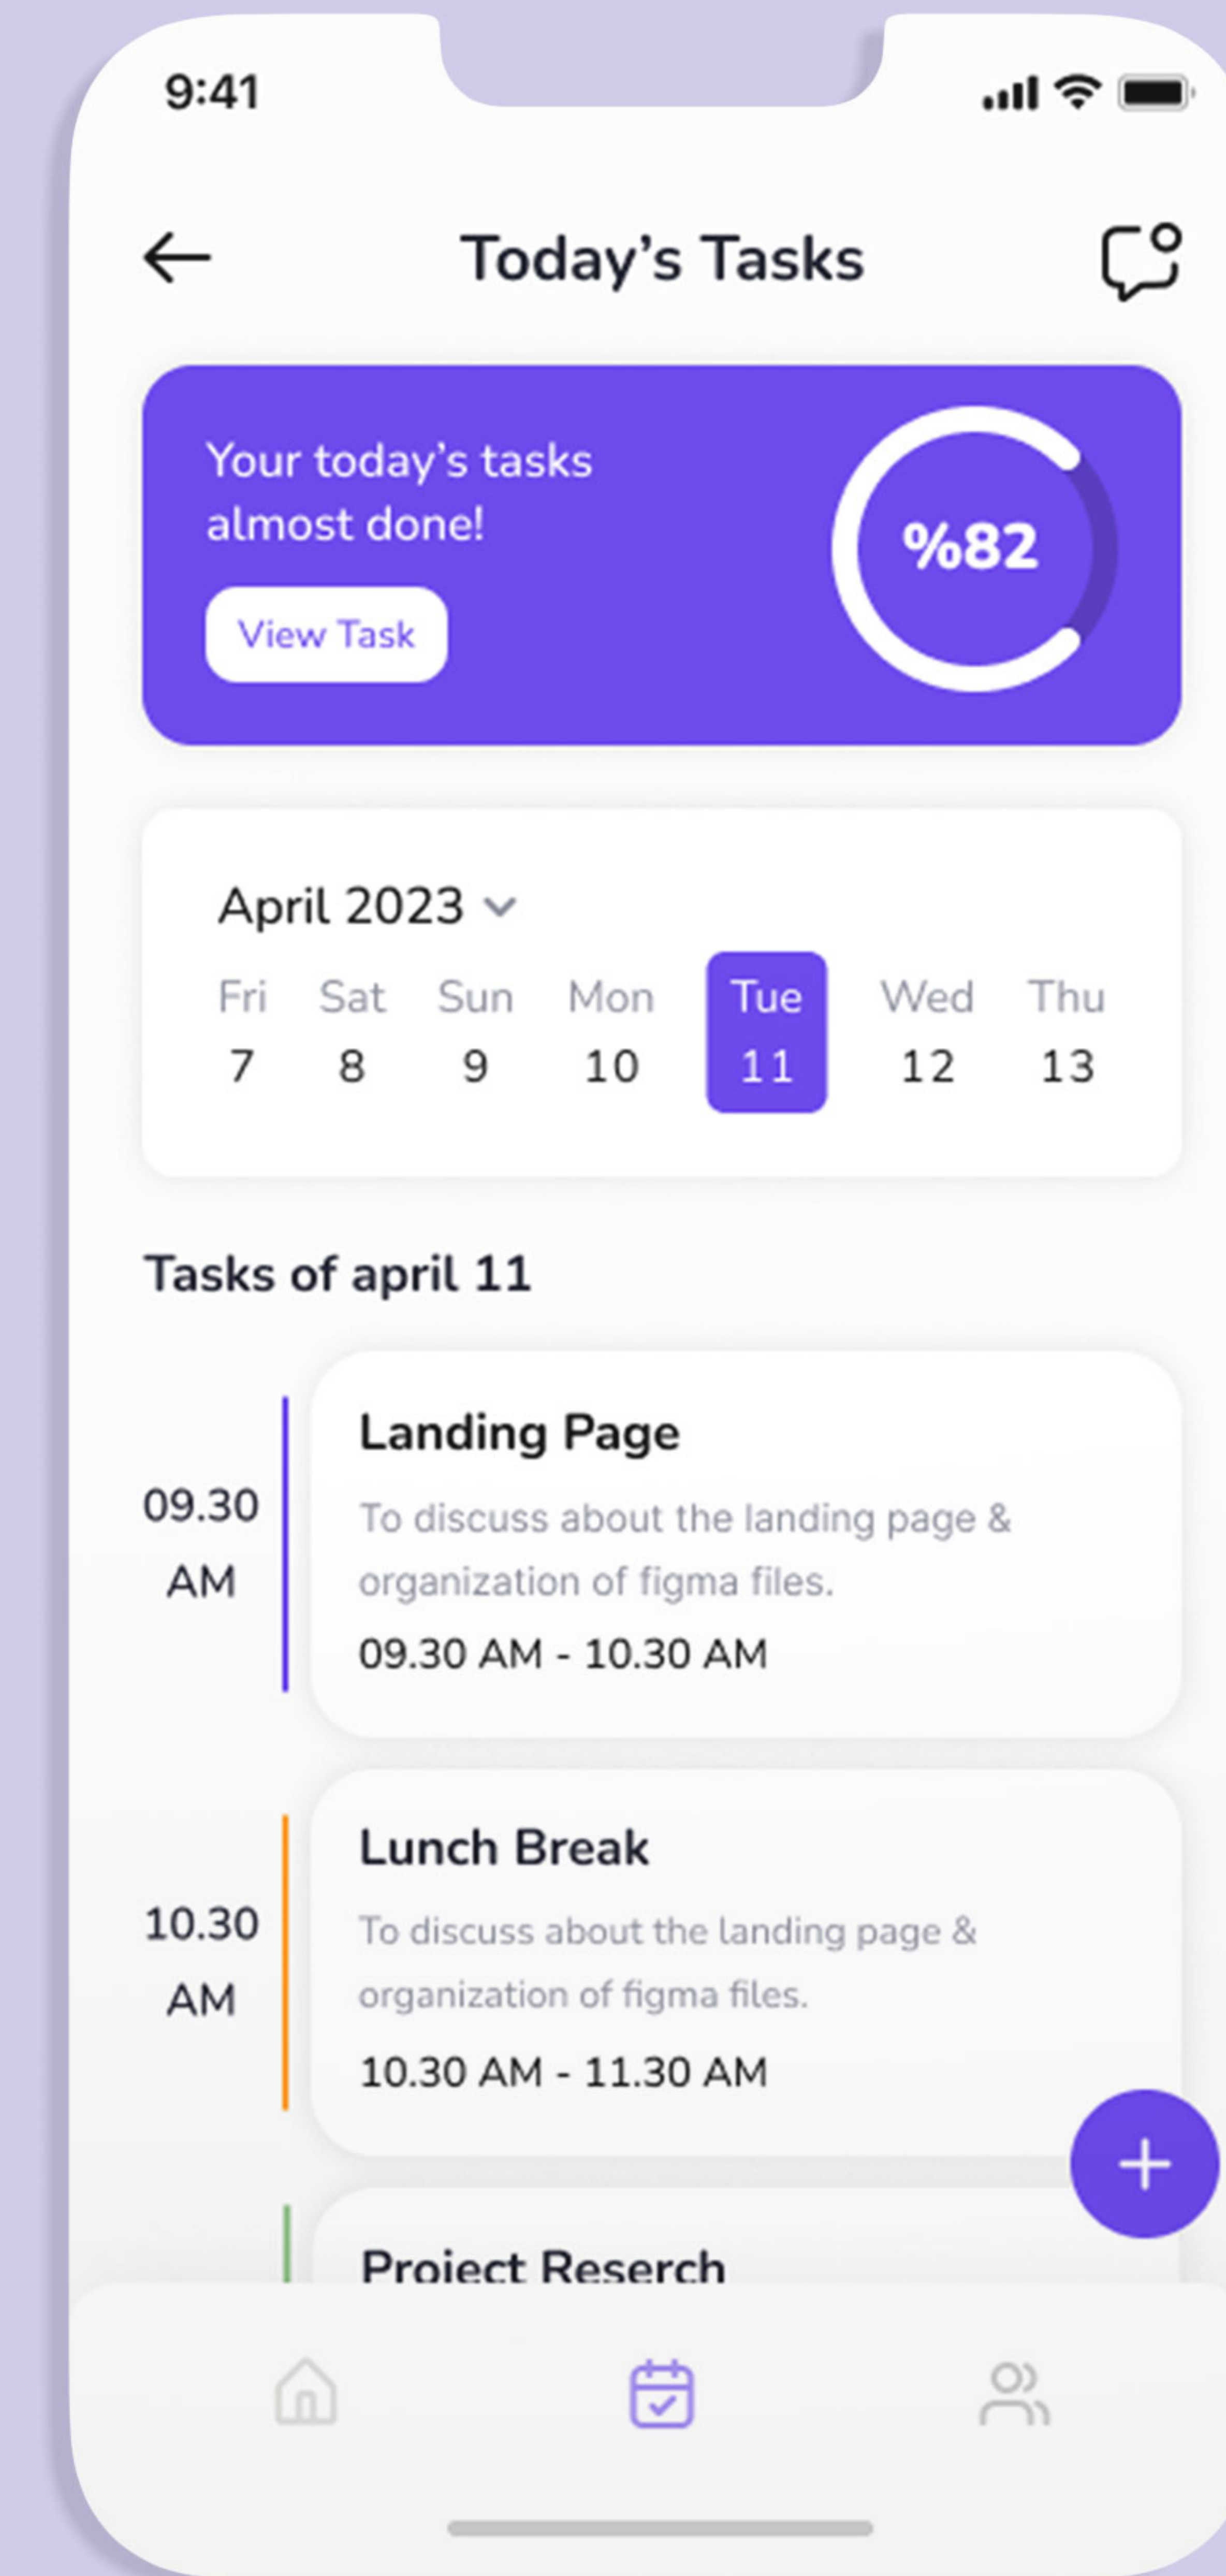 9:41
Today’s Tasks
Your today’s tasks
almost done!
View Task
%82
April 2023
Fri Sat Sun Mon Tue Wed Thu
7 8 9 10 11 12 13
Tasks of april 11
09.30
AM
Landing Page
To discuss about the landing page &
organization of figma files.
09.30 AM - 10.30 AM
10.30
AM
Lunch Break
To discuss about the landing page &
organization of figma files.
10.30 AM - 11.30 AM
Project Reserch